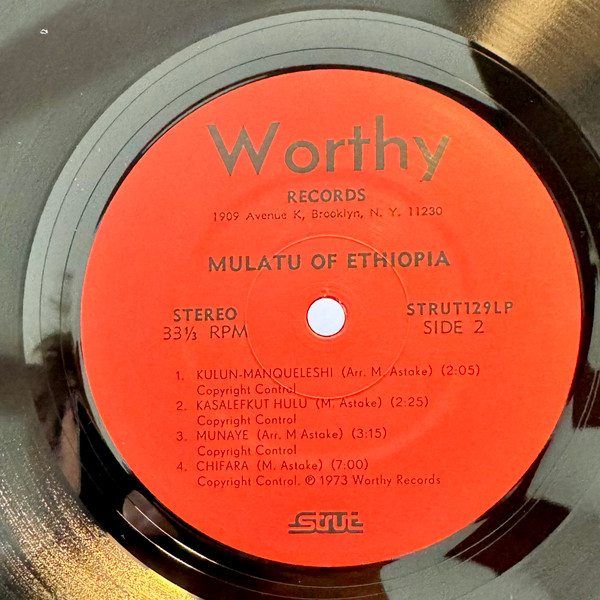 Worthy
RECORDS
1909 Avenue K, Brooklyn, N. Y. 11230
MULATU OF ETHIOPIA
STEREO
33⅓ RPM
STRUT129LP
SIDE 2
1. KULUN-MANQUELESHI (Arr. M. Astake) (2:05)
Copyright Control
2. KASALEFKUT HULU (M. Astake) (2:25)
Copyright Control
3. MUNAYE (Arr. M Astake) (3:15)
Copyright Control
4. CHIFARA (M. Astake) (7:00)
Copyright Control. ℗ 1973 Worthy Records
Strut